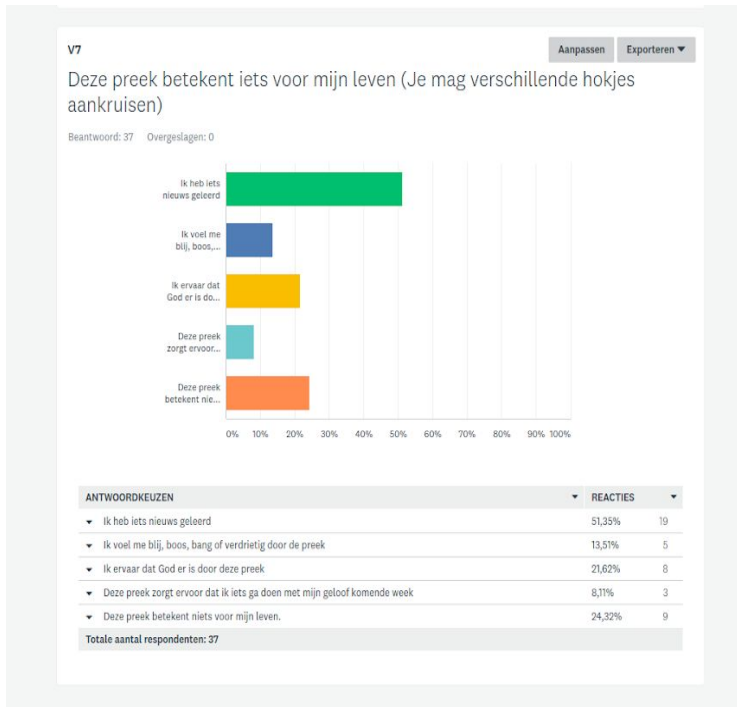 V7
Aanpassen Exporteren
Deze preek betekent iets voor mijn leven (Je mag verschillende hokjes
aankruisen)
Beantwoord: 37 Overgeslagen: 0
Ik heb iets
nieuws geleerd
Ik voel me
blij, boos,...
Ik ervaar dat
God er is do...
Deze preek
zorgt ervoor...
Deze preek
betekent nie...
0% 10% 20% 30% 40% 50% 60% 70% 80% 90% 100%
ANTWOORDKEUZEN REACTIES
Ik heb iets nieuws geleerd 51,35% 19
Ik voel me blij, boos, bang of verdrietig door de preek 13,51% 5
Ik ervaar dat God er is door deze preek 21,62% 8
Deze preek zorgt ervoor dat ik iets ga doen met mijn geloof komende week 8,11% 3
Deze preek betekent niets voor mijn leven. 24,32% 9
Totale aantal respondenten: 37